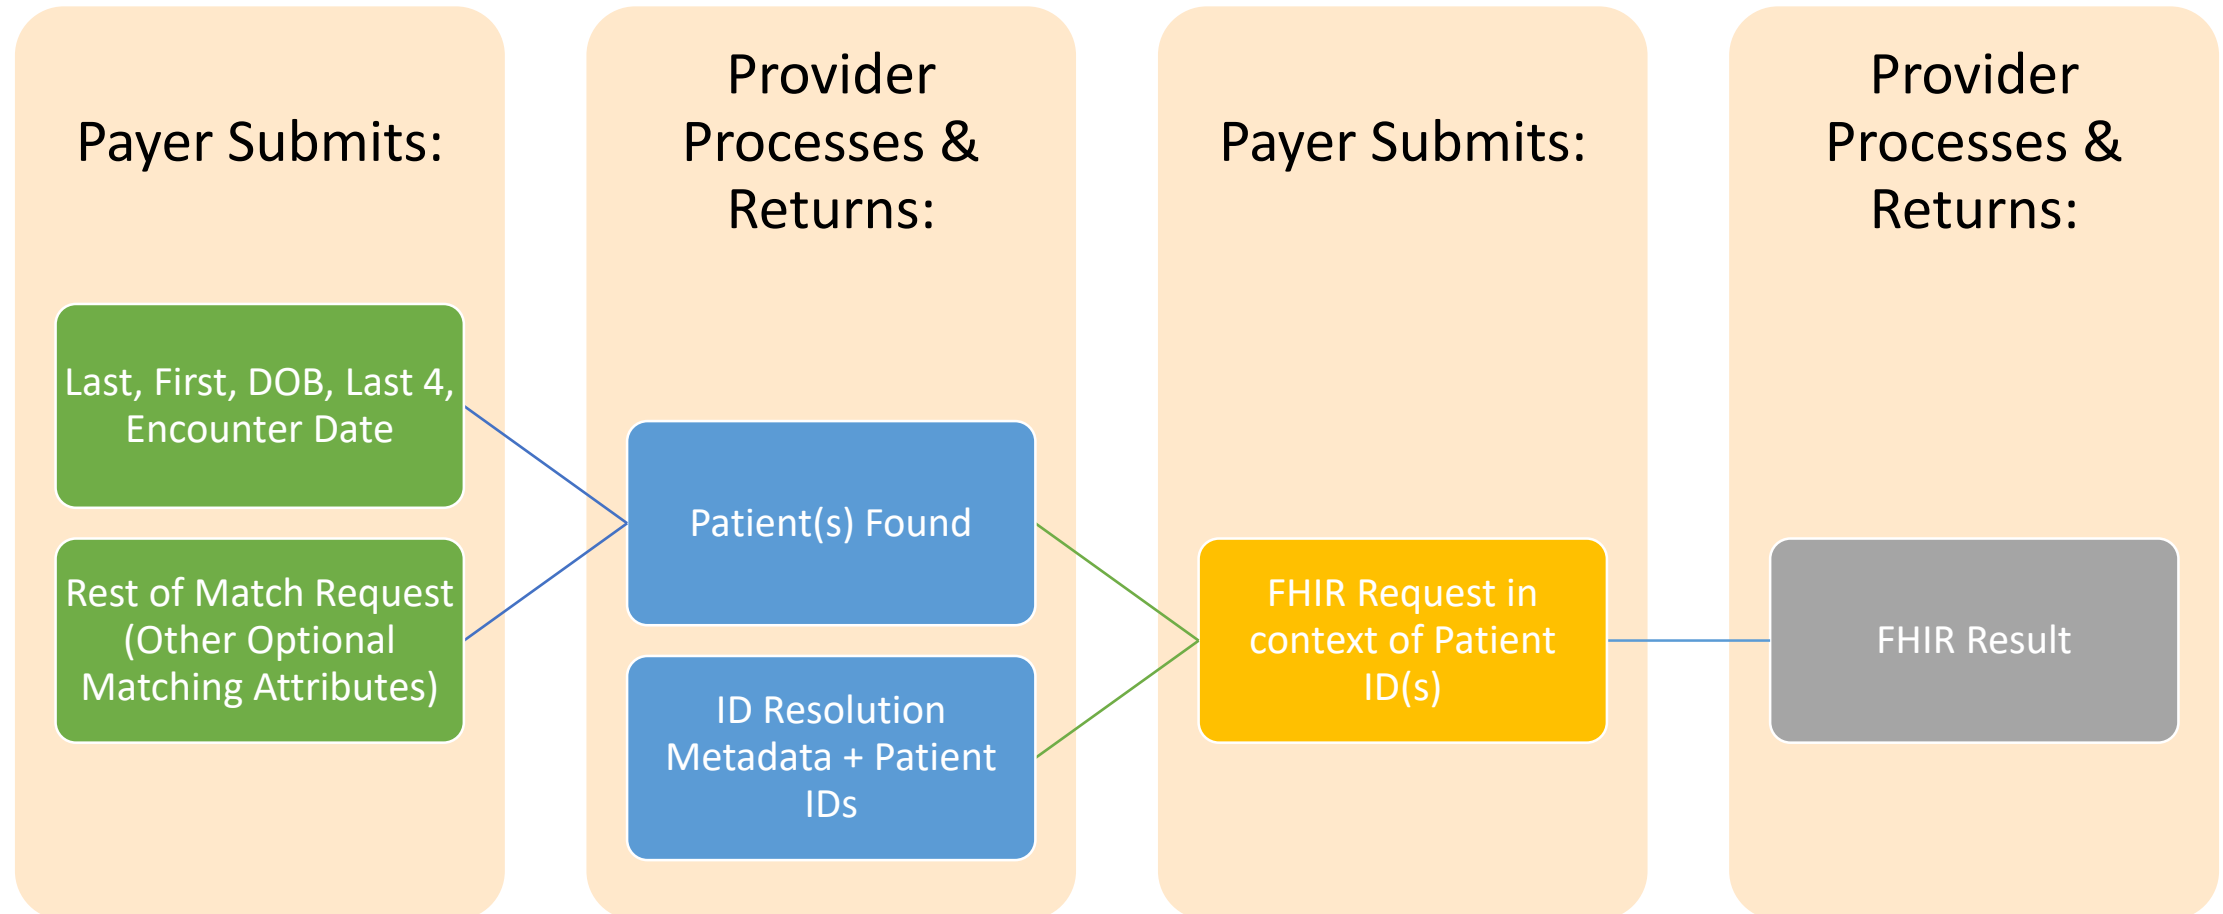 Payer Submits:
Last, First, DOB, Last 4,
Encounter Date
Rest of Match Request
(Other Optional
Matching Attributes)
Provider
Processes &
Returns:
Patient(s) Found
ID Resolution
Metadata + Patient
IDs
Payer Submits:
FHIR Request in
context of Patient
ID(s)
Provider
Processes &
Returns:
FHIR Result